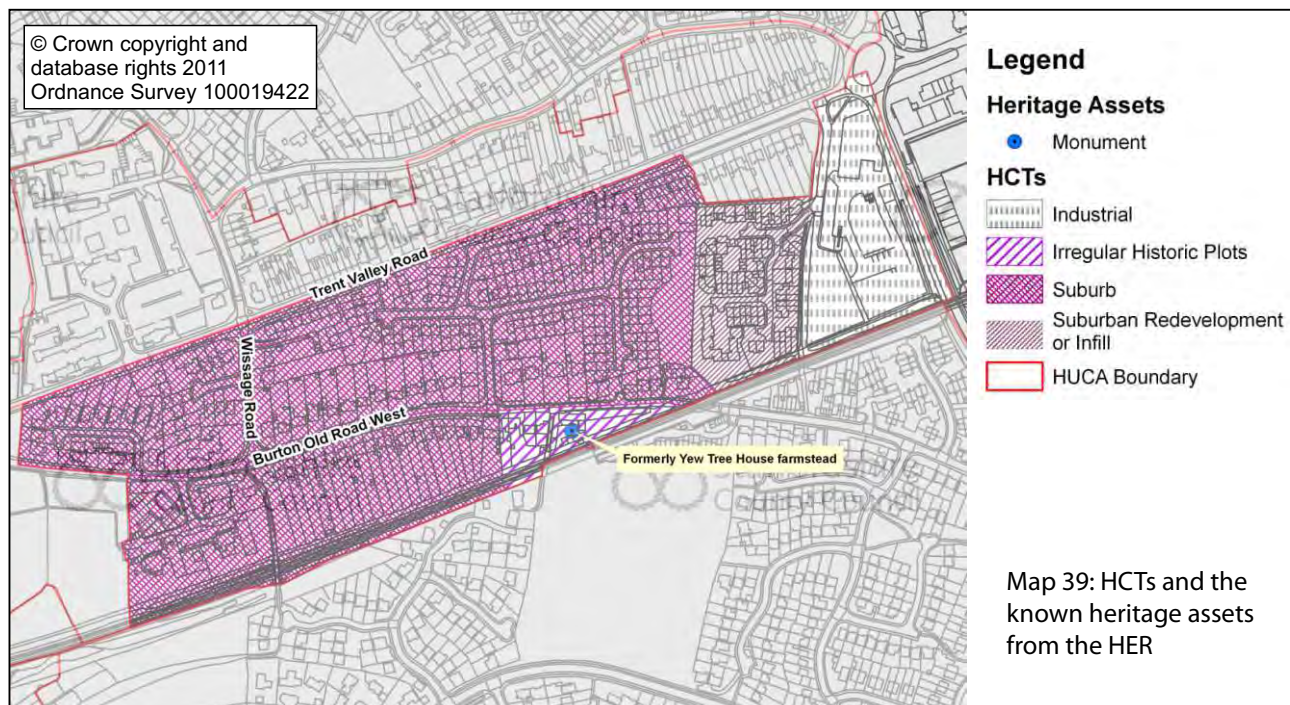 © Crown copyright and
database rights 2011
Ordnance Survey 100019422
Trent Valley Road
Wissage Road
Burton Old Road West
Formerly Yew Tree House farmstead
Legend
Heritage Assets
Monument
HCTs
Industrial
Irregular Historic Plots
Suburb
Suburban Redevelopment
or Infill
HUCA Boundary
Map 39: HCTs and the
known heritage assets
from the HER